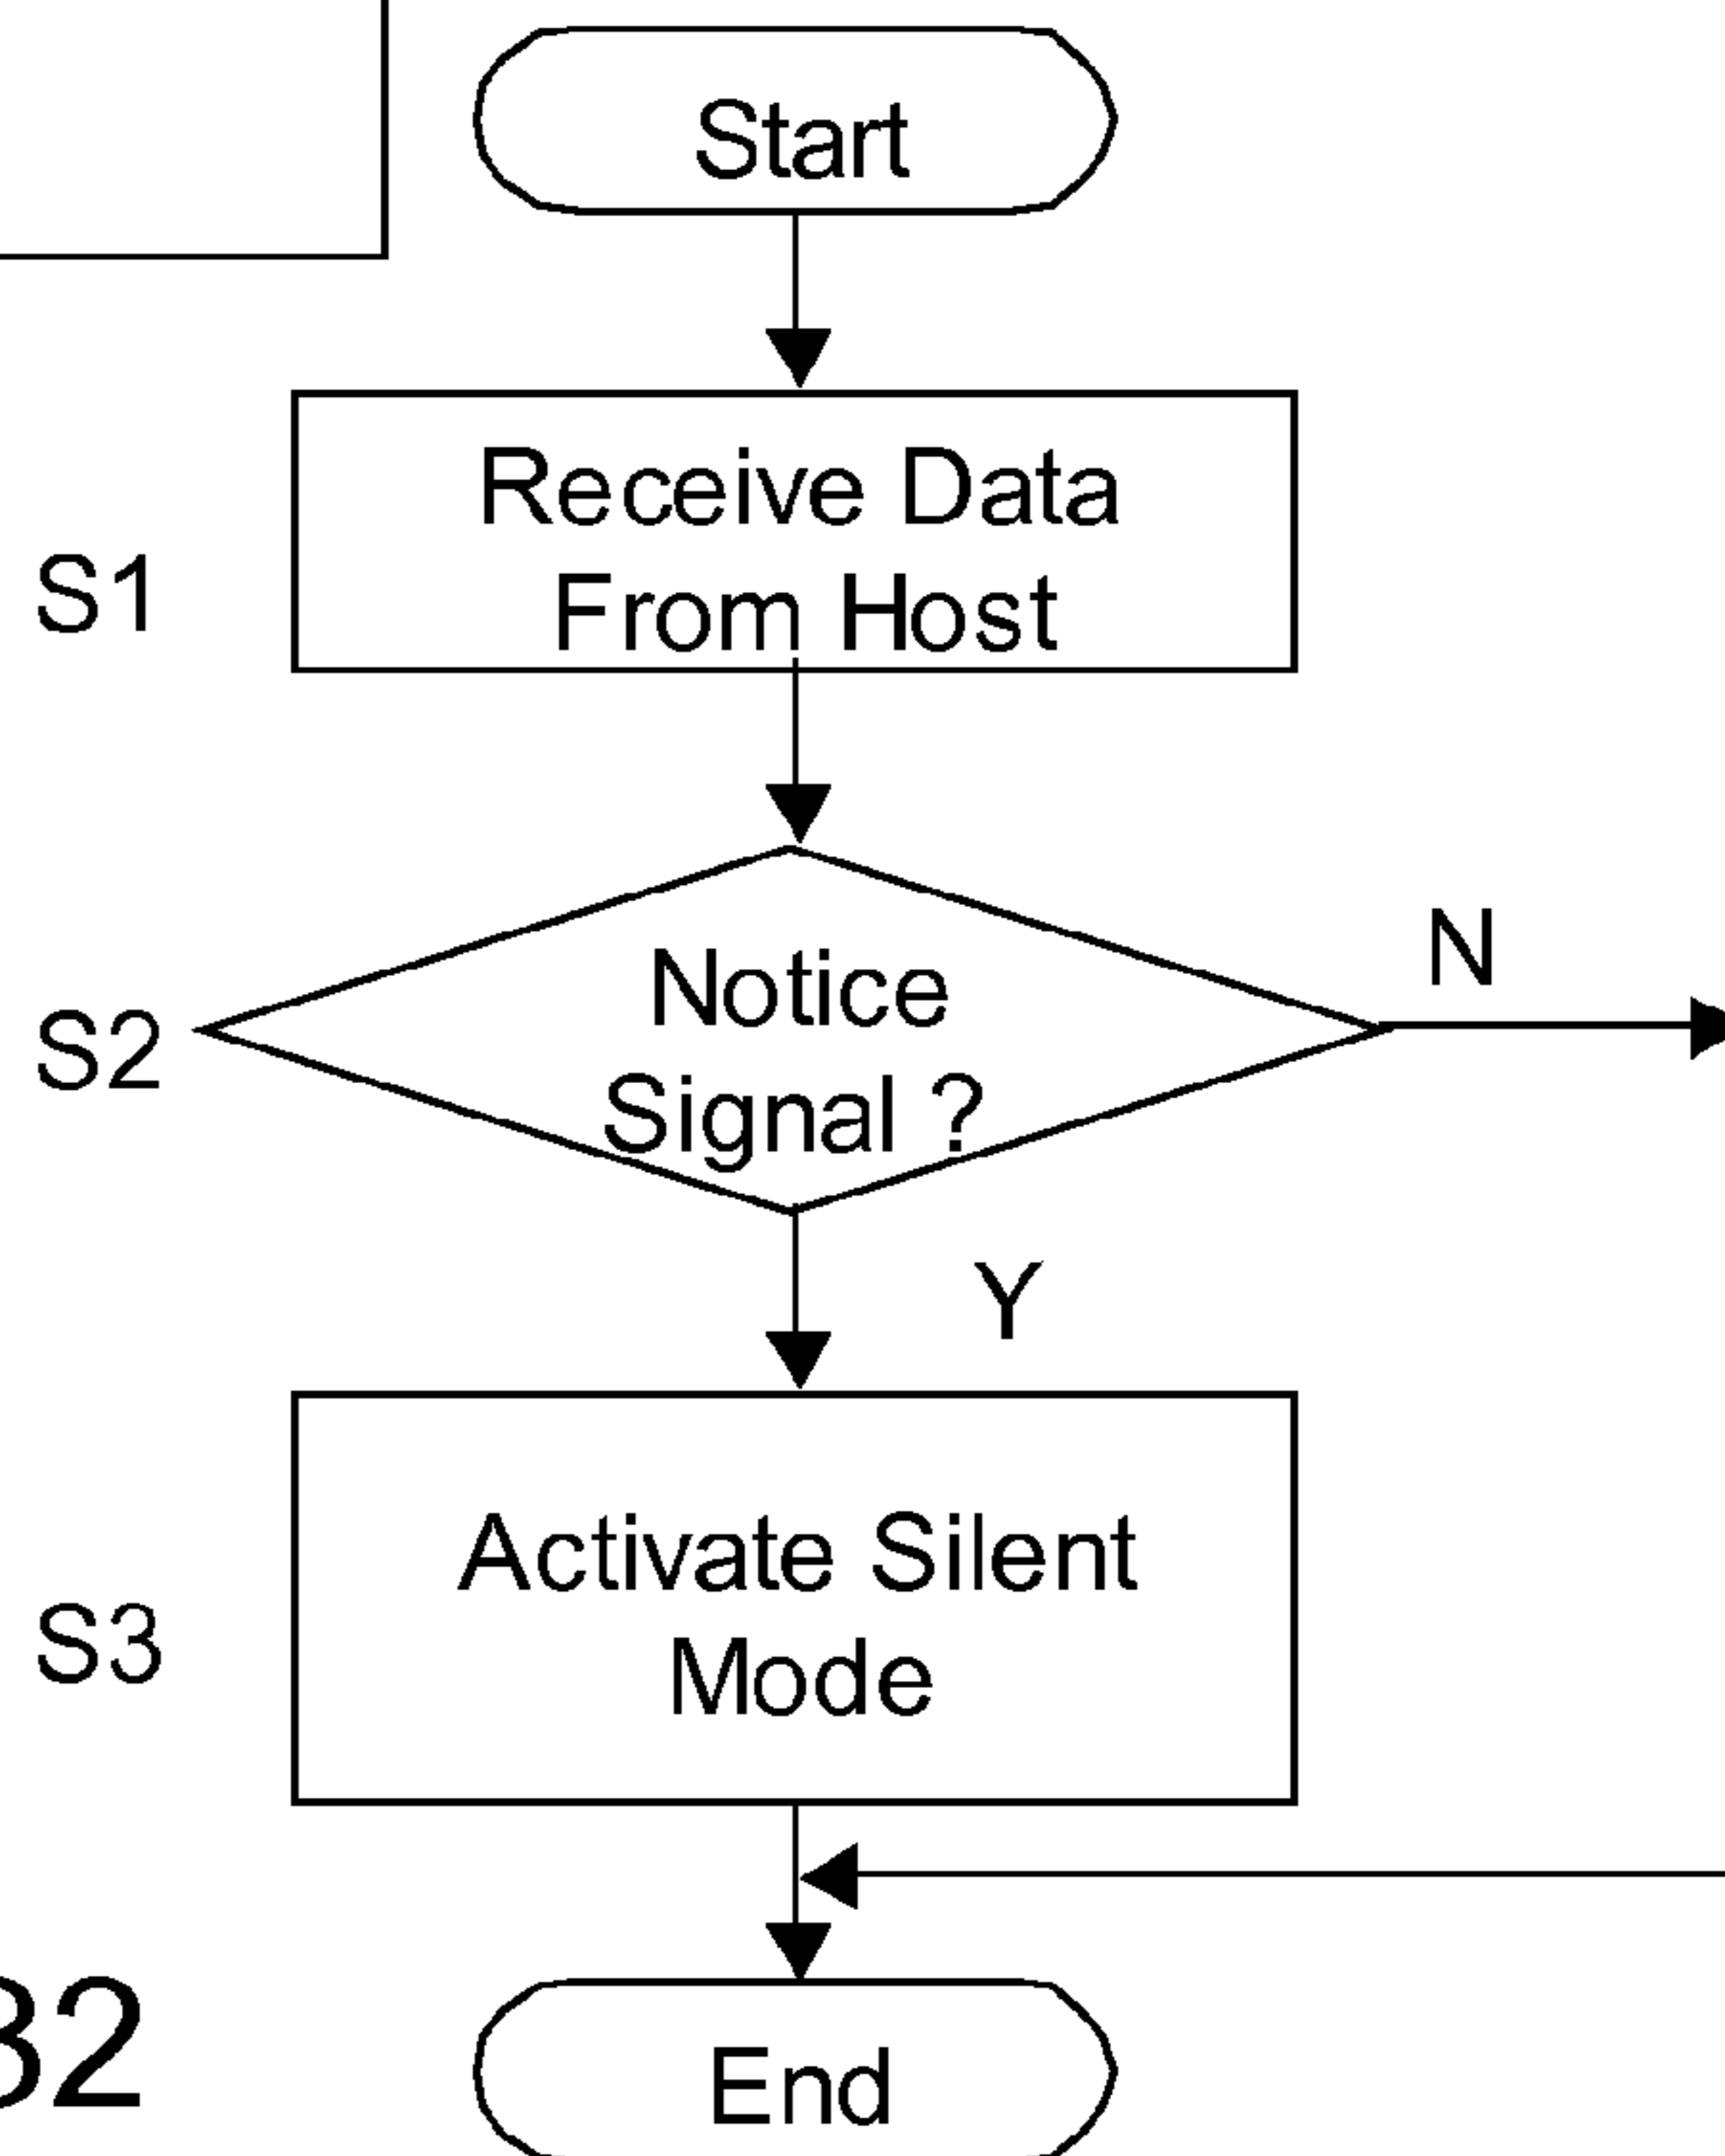 Start
Receive Data
From Host
S1
Notice
Signal ?
S2
N
Y
Activate Silent
Mode
S3
End